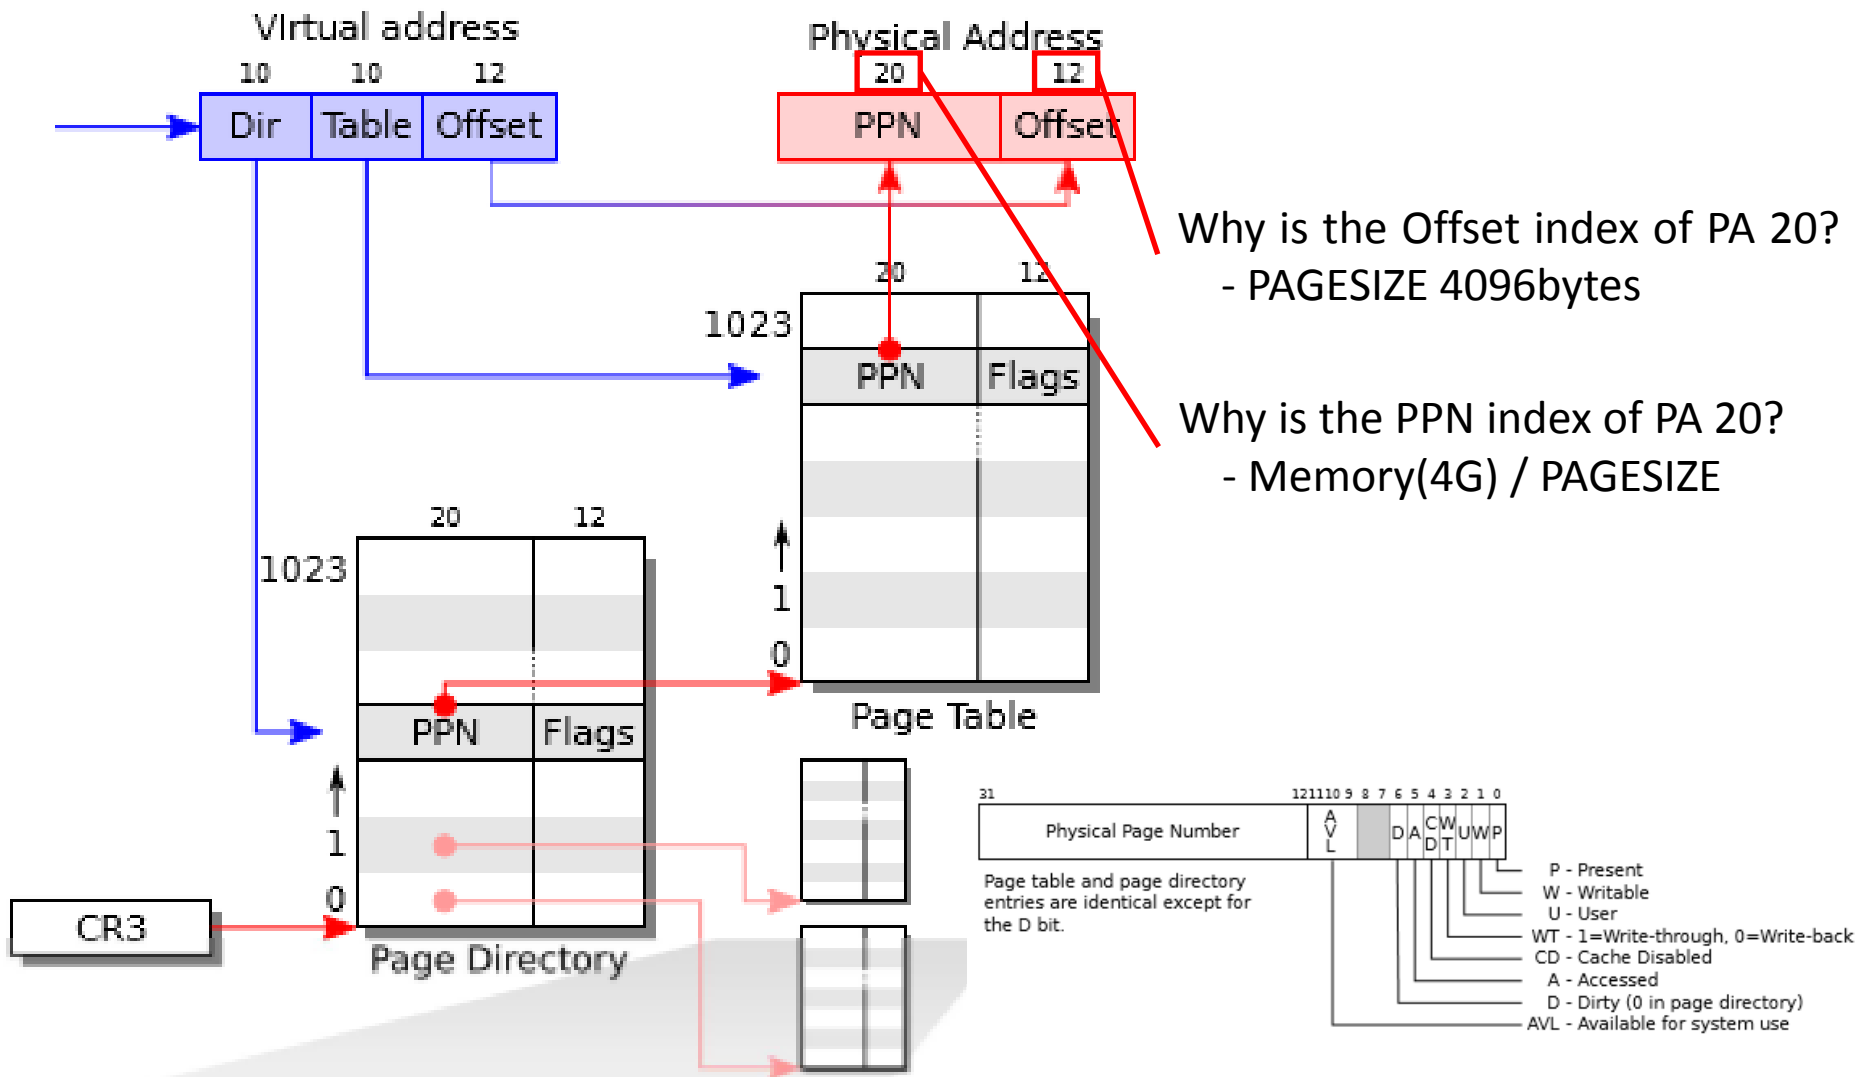 VIrtual address
10 10 12
Dir Table Offset
Physical Address
20 12
PPN Offset
Why is the Offset index of PA 20?
- PAGESIZE 4096bytes
Why is the PPN index of PA 20?
- Memory(4G) / PAGESIZE
20 12
1023
PPN Flags
1
0
Page Table
20 12
1023
PPN Flags
1
0
Page Directory
CR3
31 121110 9 8 7 6 5 4 3 2 1 0
Physical Page Number AVL D A CD WT U W P
Page table and page directory
entries are identical except for
the D bit.
P - Present
W - Writable
U - User
WT - 1=Write-through, 0=Write-back
CD - Cache Disabled
A - Accessed
D - Dirty (0 in page directory)
AVL - Available for system use